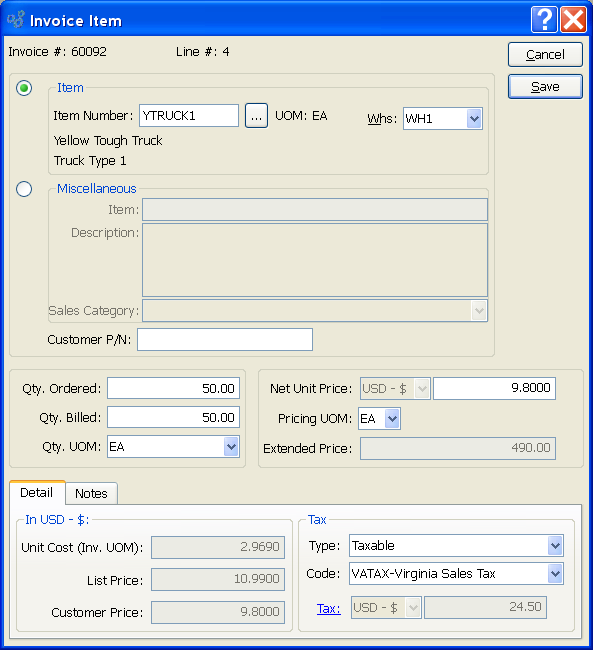 Invoice Item
Invoice #: 60092 Line #: 4
Cancel
Save
Item
Item Number: YTRUCK1 ... UOM: EA Whs: WH1
Yellow Tough Truck
Truck Type 1
Miscellaneous
Item:
Description:
Sales Category:
Customer P/N:
Qty. Ordered: 50.00
Qty. Billed: 50.00
Qty. UOM: EA
Net Unit Price: USD - $ 9.8000
Pricing UOM: EA
Extended Price: 490.00
Detail Notes
In USD - $:
Unit Cost (Inv. UOM): 2.9690
List Price: 10.9900
Customer Price: 9.8000
Tax
Type: Taxable
Code: VATAX-Virginia Sales Tax
Tax: USD - $ 24.50